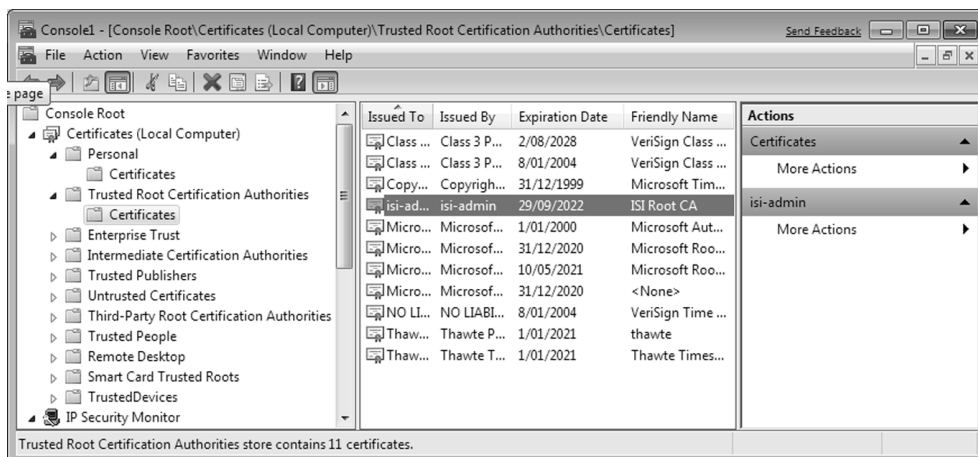 Console1 - [Console Root\Certificates (Local Computer)\Trusted Root Certification Authorities\Certificates]
Send Feedback
File Action View Favorites Window Help
e page
Console Root
Certificates (Local Computer)
Personal
Certificates
Trusted Root Certification Authorities
Certificates
Enterprise Trust
Intermediate Certification Authorities
Trusted Publishers
Untrusted Certificates
Third-Party Root Certification Authorities
Trusted People
Remote Desktop
Smart Card Trusted Roots
TrustedDevices
IP Security Monitor
Issued To Issued By Expiration Date Friendly Name
Class ... Class 3 P... 2/08/2028 VeriSign Class ...
Class ... Class 3 P... 8/01/2004 VeriSign Class ...
Copy... Copyrigh... 31/12/1999 Microsoft Tim...
isi-ad... isi-admin 29/09/2022 ISI Root CA
Micro... Microsof... 1/01/2000 Microsoft Aut...
Micro... Microsof... 31/12/2020 Microsoft Roo...
Micro... Microsof... 10/05/2021 Microsoft Roo...
Micro... Microsof... 31/12/2020 <None>
NO LI... NO LIABI... 8/01/2004 VeriSign Time ...
Thaw... Thawte P... 1/01/2021 thawte
Thaw... Thawte T... 1/01/2021 Thawte Times...
Actions
Certificates
More Actions
isi-admin
More Actions
Trusted Root Certification Authorities store contains 11 certificates.